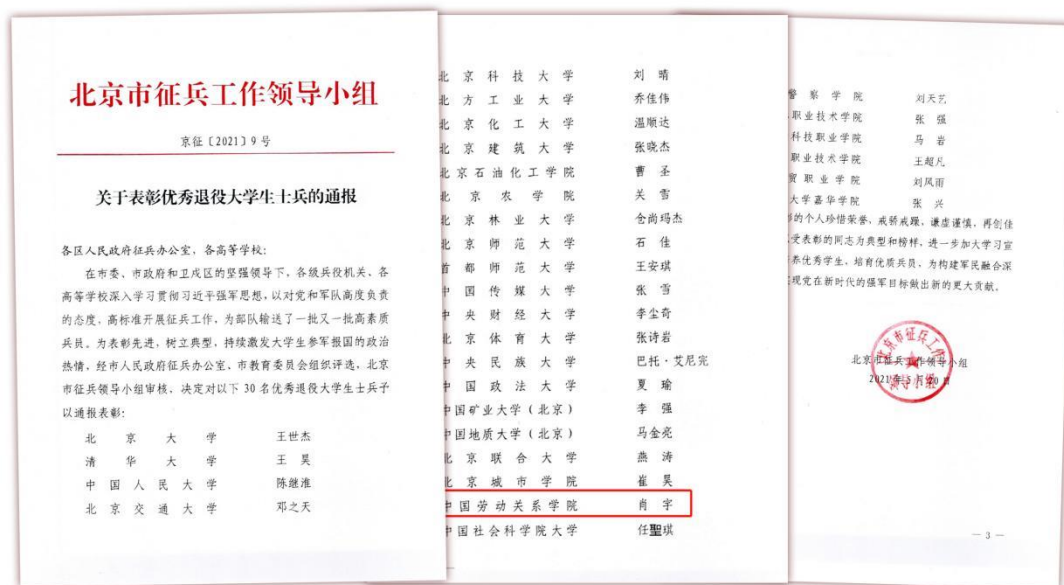 北京市征兵工作领导小组
京征〔2021〕9号
关于表彰优秀退役大学生士兵的通报
各区人民政府征兵办公室、各高等学校：
在市委、市政府和卫戍区的坚强领导下，各级兵役机关、各
高等学校深入学习贯彻习近平强军思想，以对党和军队高度负责
的态度，高标准开展征兵工作，为部队输送了一批又一批高素质
兵员。为表彰先进，树立典型，持续激发大学生参军报国的政治
热情，经市人民政府征兵办公室、市教育委员会组织评选，北京
市征兵领导小组审核，决定对以下30名优秀退役大学生士兵予
以通报表彰：
北京大学 王世杰
清华大学 王昊
中国人民大学 陈继淮
北京交通大学 邓之天
北京科技大学 刘晴
北方工业大学 乔佳伟
北京化工大学 温顺达
北京建筑大学 张晓杰
北京石油化工学院 曹圣
北京农学院 关雪
北京林业大学 仓尚玛杰
北京师范大学 石佳
首都师范大学 王安琪
中国传媒大学 张雪
中央财经大学 李尘奇
北京体育大学 张诗岩
中央民族大学 巴托·艾尼完
中国政法大学 夏瑜
中国矿业大学（北京） 李强
中国地质大学（北京） 马金亮
北京联合大学 燕涛
北京城市学院 崔昊
中国劳动关系学院 肖宇
中国社会科学院大学 任聖琪
警察学院 刘天艺
职业技术学院 张强
科技职业学院 马岩
职业技术学院 王超凡
贸职业学院 刘凤雨
大学嘉华学院 张兴
的个人珍惜荣誉，戒骄戒躁，谦虚谨慎，再创佳
受表彰的同志为典型和榜样，进一步加大学习宣
养优秀学生，培育优质兵员，为构建军民融合深
现党在新时代的强军目标做出新的更大贡献。
北京市征兵工作领导小组
2021年5月20日
— 3 —